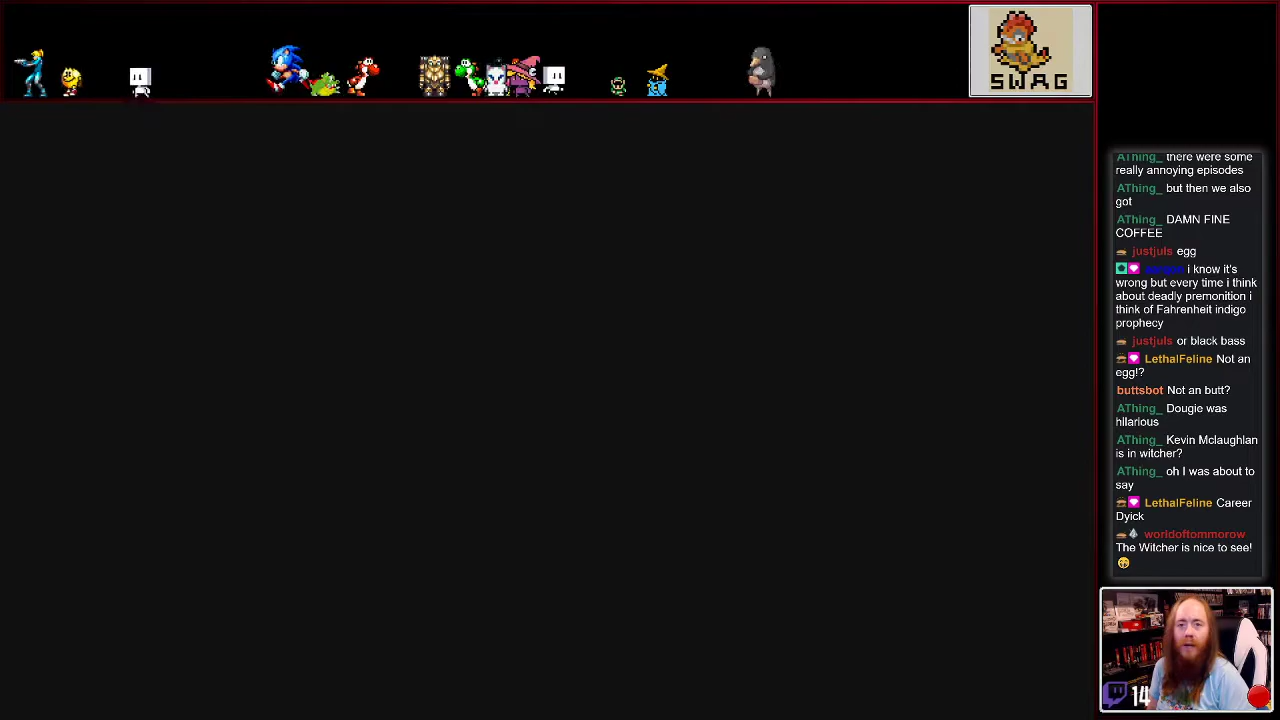 SWAG
AThing_ there were some
really annoying episodes
AThing_ but then we also
got
AThing_ DAMN FINE
COFFEE
justjuls egg
i know it's
wrong but every time i think
about deadly premonition i
think of Fahrenheit indigo
prophecy
justjuls or black bass
LethalFeline Not an
egg!?
buttsbot Not an butt?
AThing_ Dougie was
hllarious
AThing_ Kevin Mclaughlan
is in witcher?
AThing_ oh I was about to
say
LethalFeline Career
Dyick
worldoftommorow
The Witcher is nice to see!
14